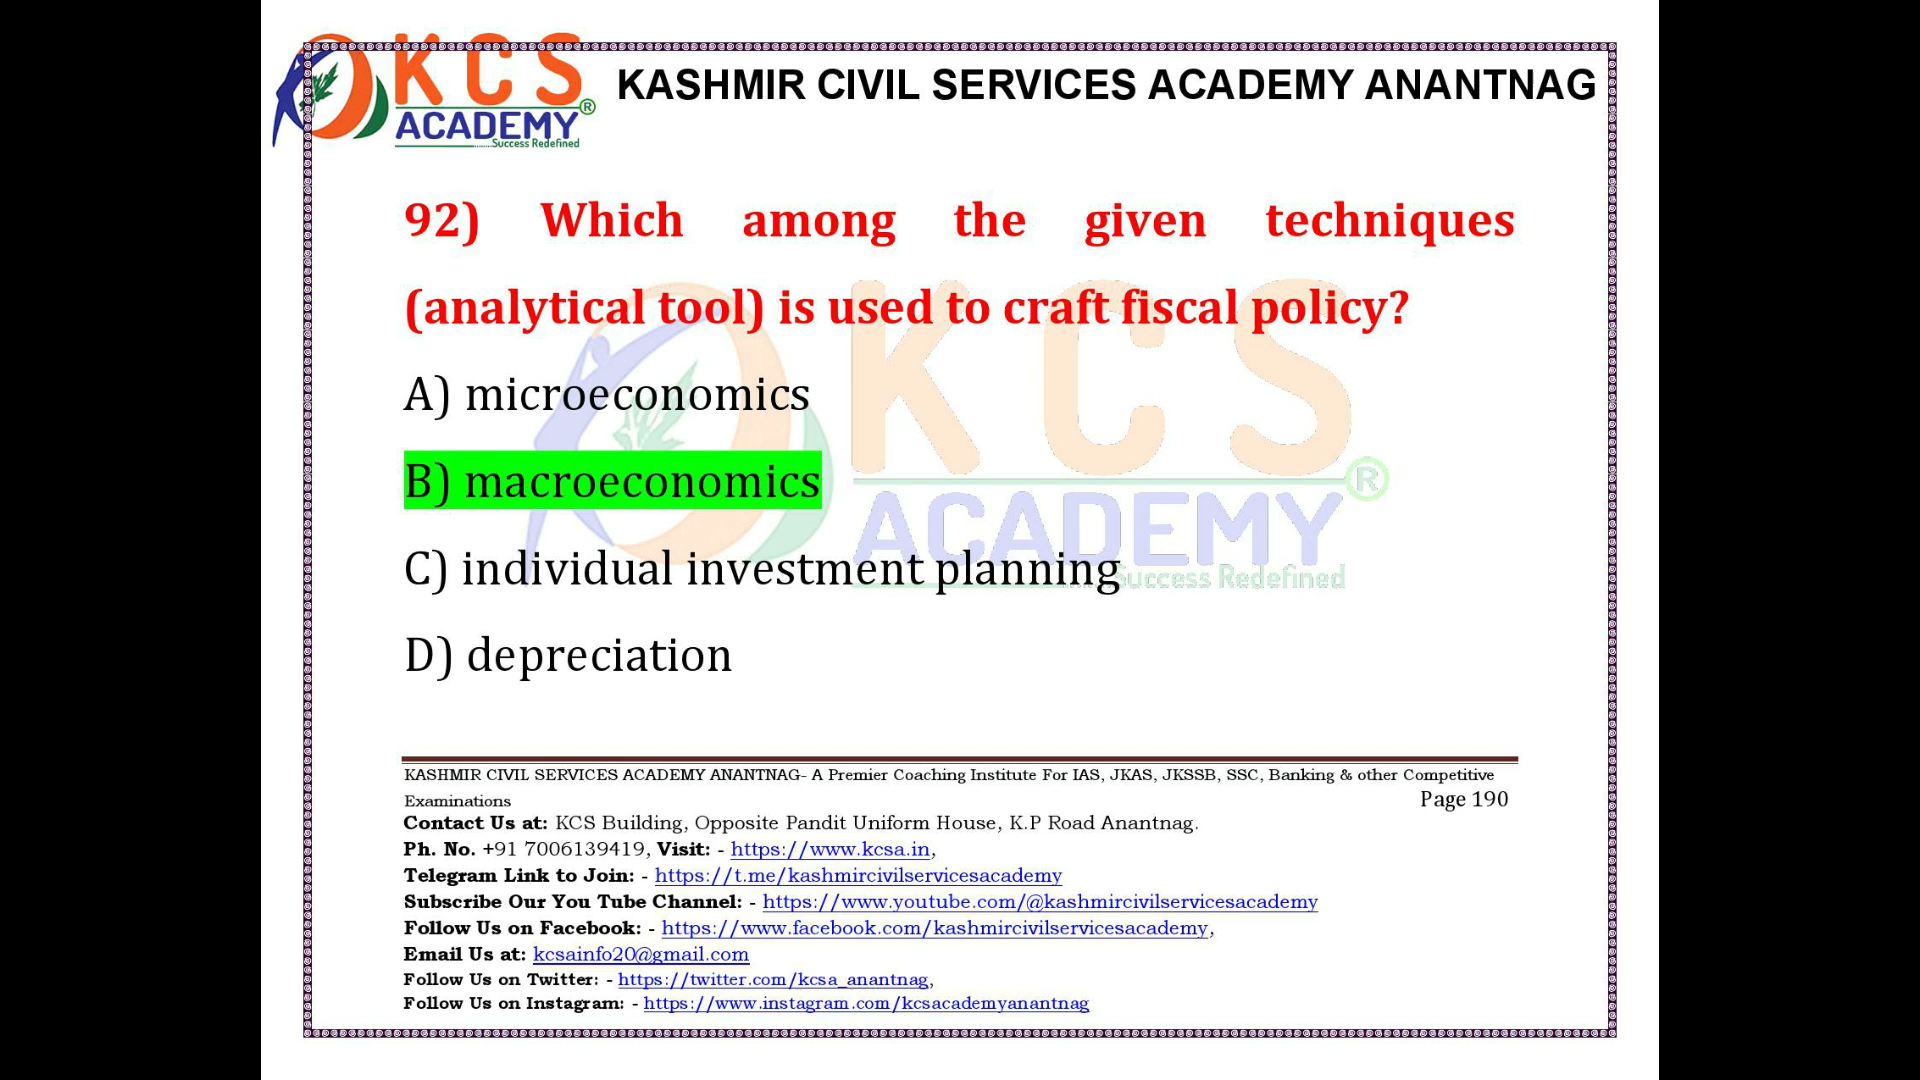 KCS
ACADEMY®
Success Redefined
KASHMIR CIVIL SERVICES ACADEMY ANANTNAG
92) Which among the given techniques
(analytical tool) is used to craft fiscal policy?
A) microeconomics
B) macroeconomics
C) individual investment planning
D) depreciation
KCS
ACADEMY®
Success Redefined
KASHMIR CIVIL SERVICES ACADEMY ANANTNAG- A Premier Coaching Institute For IAS, JKAS, JKSSB, SSC, Banking & other Competitive
Examinations Page 190
Contact Us at: KCS Building, Opposite Pandit Uniform House, K.P Road Anantnag.
Ph. No. +91 7006139419, Visit: - https://www.kcsa.in,
Telegram Link to Join: - https://t.me/kashmircivilservicesacademy
Subscribe Our You Tube Channel: - https://www.youtube.com/@kashmircivilservicesacademy
Follow Us on Facebook: - https://www.facebook.com/kashmircivilservicesacademy,
Email Us at: kcsainfo20@gmail.com
Follow Us on Twitter: - https://twitter.com/kcsa_anantnag,
Follow Us on Instagram: - https://www.instagram.com/kcsacademyanantnag